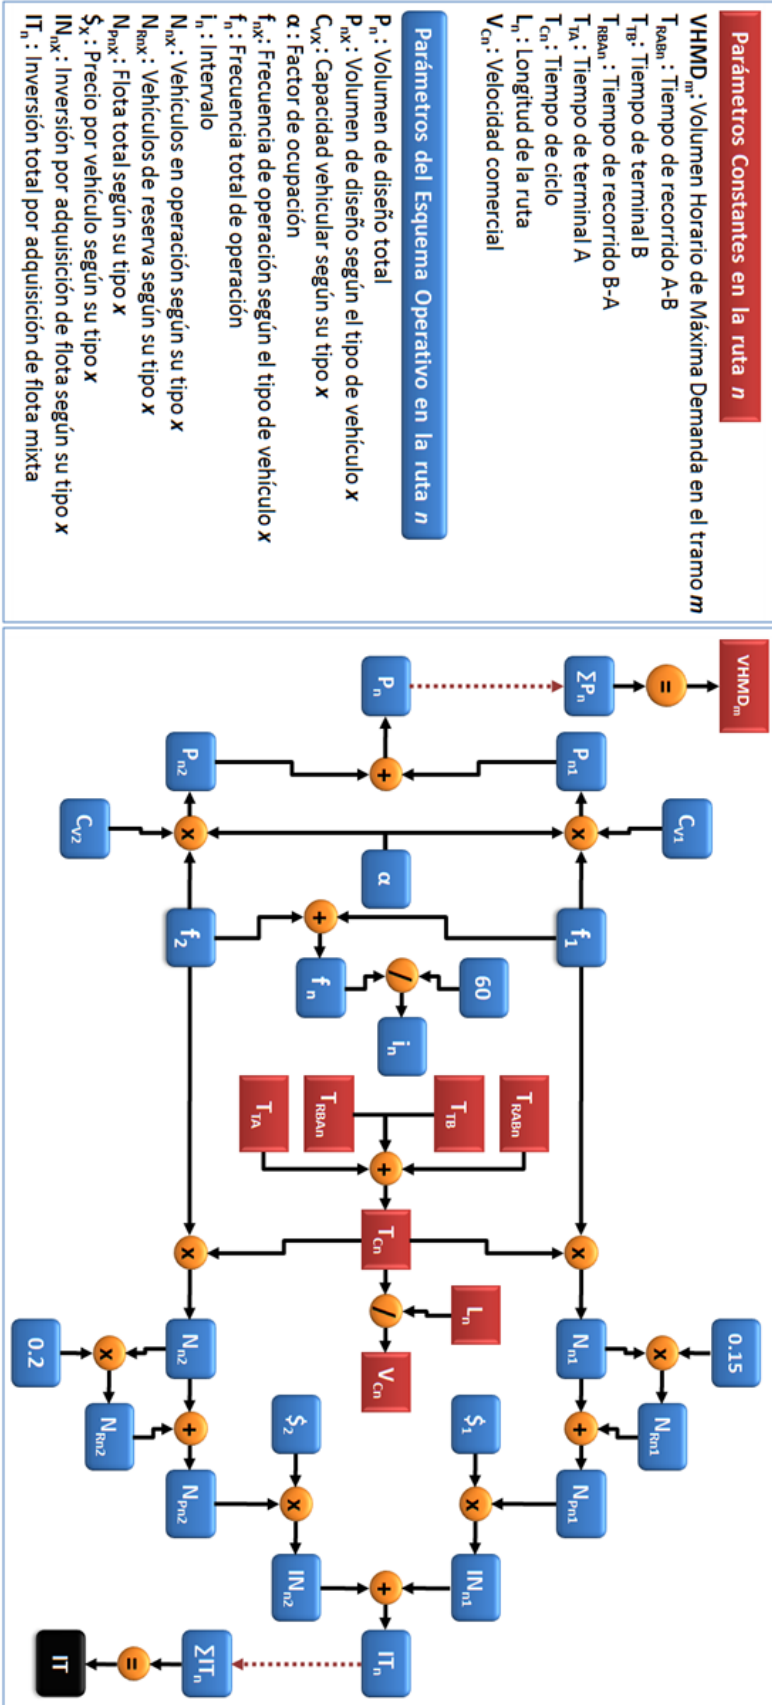 Parámetros Constantes en la ruta n
VHMD m: Volumen Horario de Máxima Demanda en el tramo m
TRABn : Tiempo de recorrido A-B
TTB: Tiempo de terminal B
TRBAn : Tiempo de recorrido B-A
TTA : Tiempo de terminal A
TCn : Tiempo de ciclo
Ln : Longitud de la ruta
VCn : Velocidad comercial
Parámetros del Esquema Operativo en la ruta n
Pn : Volumen de diseño total
PnX : Volumen de diseño según el tipo de vehículo x
CVX : Capacidad vehicular según su tipo x
α : Factor de ocupación
fnX: Frecuencia de operación según el tipo de vehículo x
fn : Frecuencia total de operación
in : Intervalo
NnX : Vehículos en operación según su tipo x
NRnX : Vehículos de reserva según su tipo x
NPnX : Flota total según su tipo x
$X : Precio por vehículo según su tipo x
INnX : Inversión por adquisición de flota según su tipo x
ITn : Inversión total por adquisición de flota mixta
VHMDm
=
ΣPn
Pn
Pn1
+
Pn2
CV1
x
α
x
CV2
f1
+
f2
60
/
fn
in
TRABn
TTB
TRBAn
TTA
+
x
TCn
x
Ln
/
VCn
0.15
x
Nn1
NRn1
+
NPn1
Nn2
x
0.2
NRn2
+
NPn2
$1
x
INn1
$2
x
INn2
+
ITn
ΣITn
=
IT